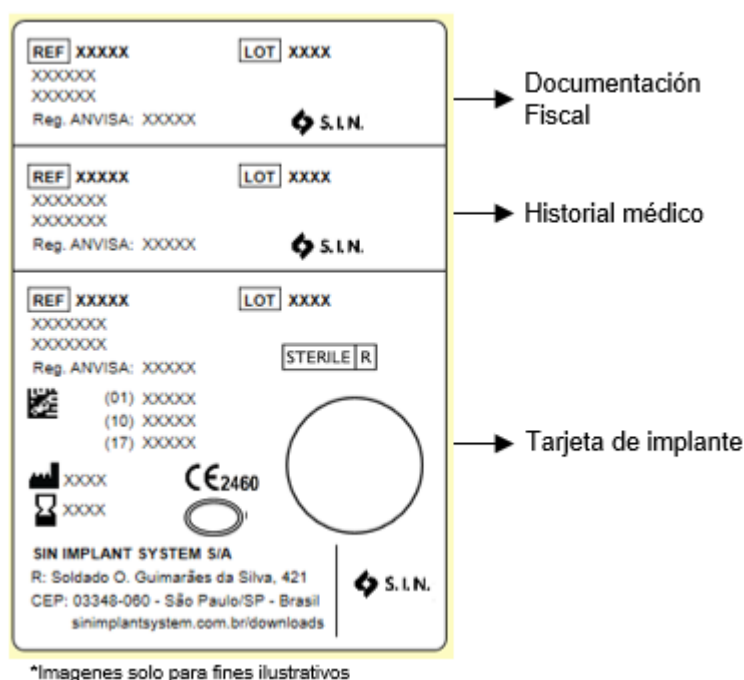 REF XXXXX LOT XXXX
XXXXXX
XXXXXX
Reg. ANVISA: XXXXX S.I.N.
Documentación
Fiscal
REF XXXXX LOT XXXX
XXXXXXX
XXXXXXX
Reg. ANVISA: XXXXX S.I.N.
Historial médico
REF XXXXX LOT XXXX
XXXXXXX
XXXXXXX
Reg. ANVISA: XXXXX
STERILE R
(01) XXXXX
(10) XXXXX
(17) XXXXX
Tarjeta de implante
XXXX
CE2460
XXXX
SIN IMPLANT SYSTEM S/A
R: Soldado O. Guimarães da Silva, 421
CEP: 03348-060 - São Paulo/SP - Brasil
sinimplantsystem.com.br/downloads
S.I.N.
*Imagenes solo para fines ilustrativos